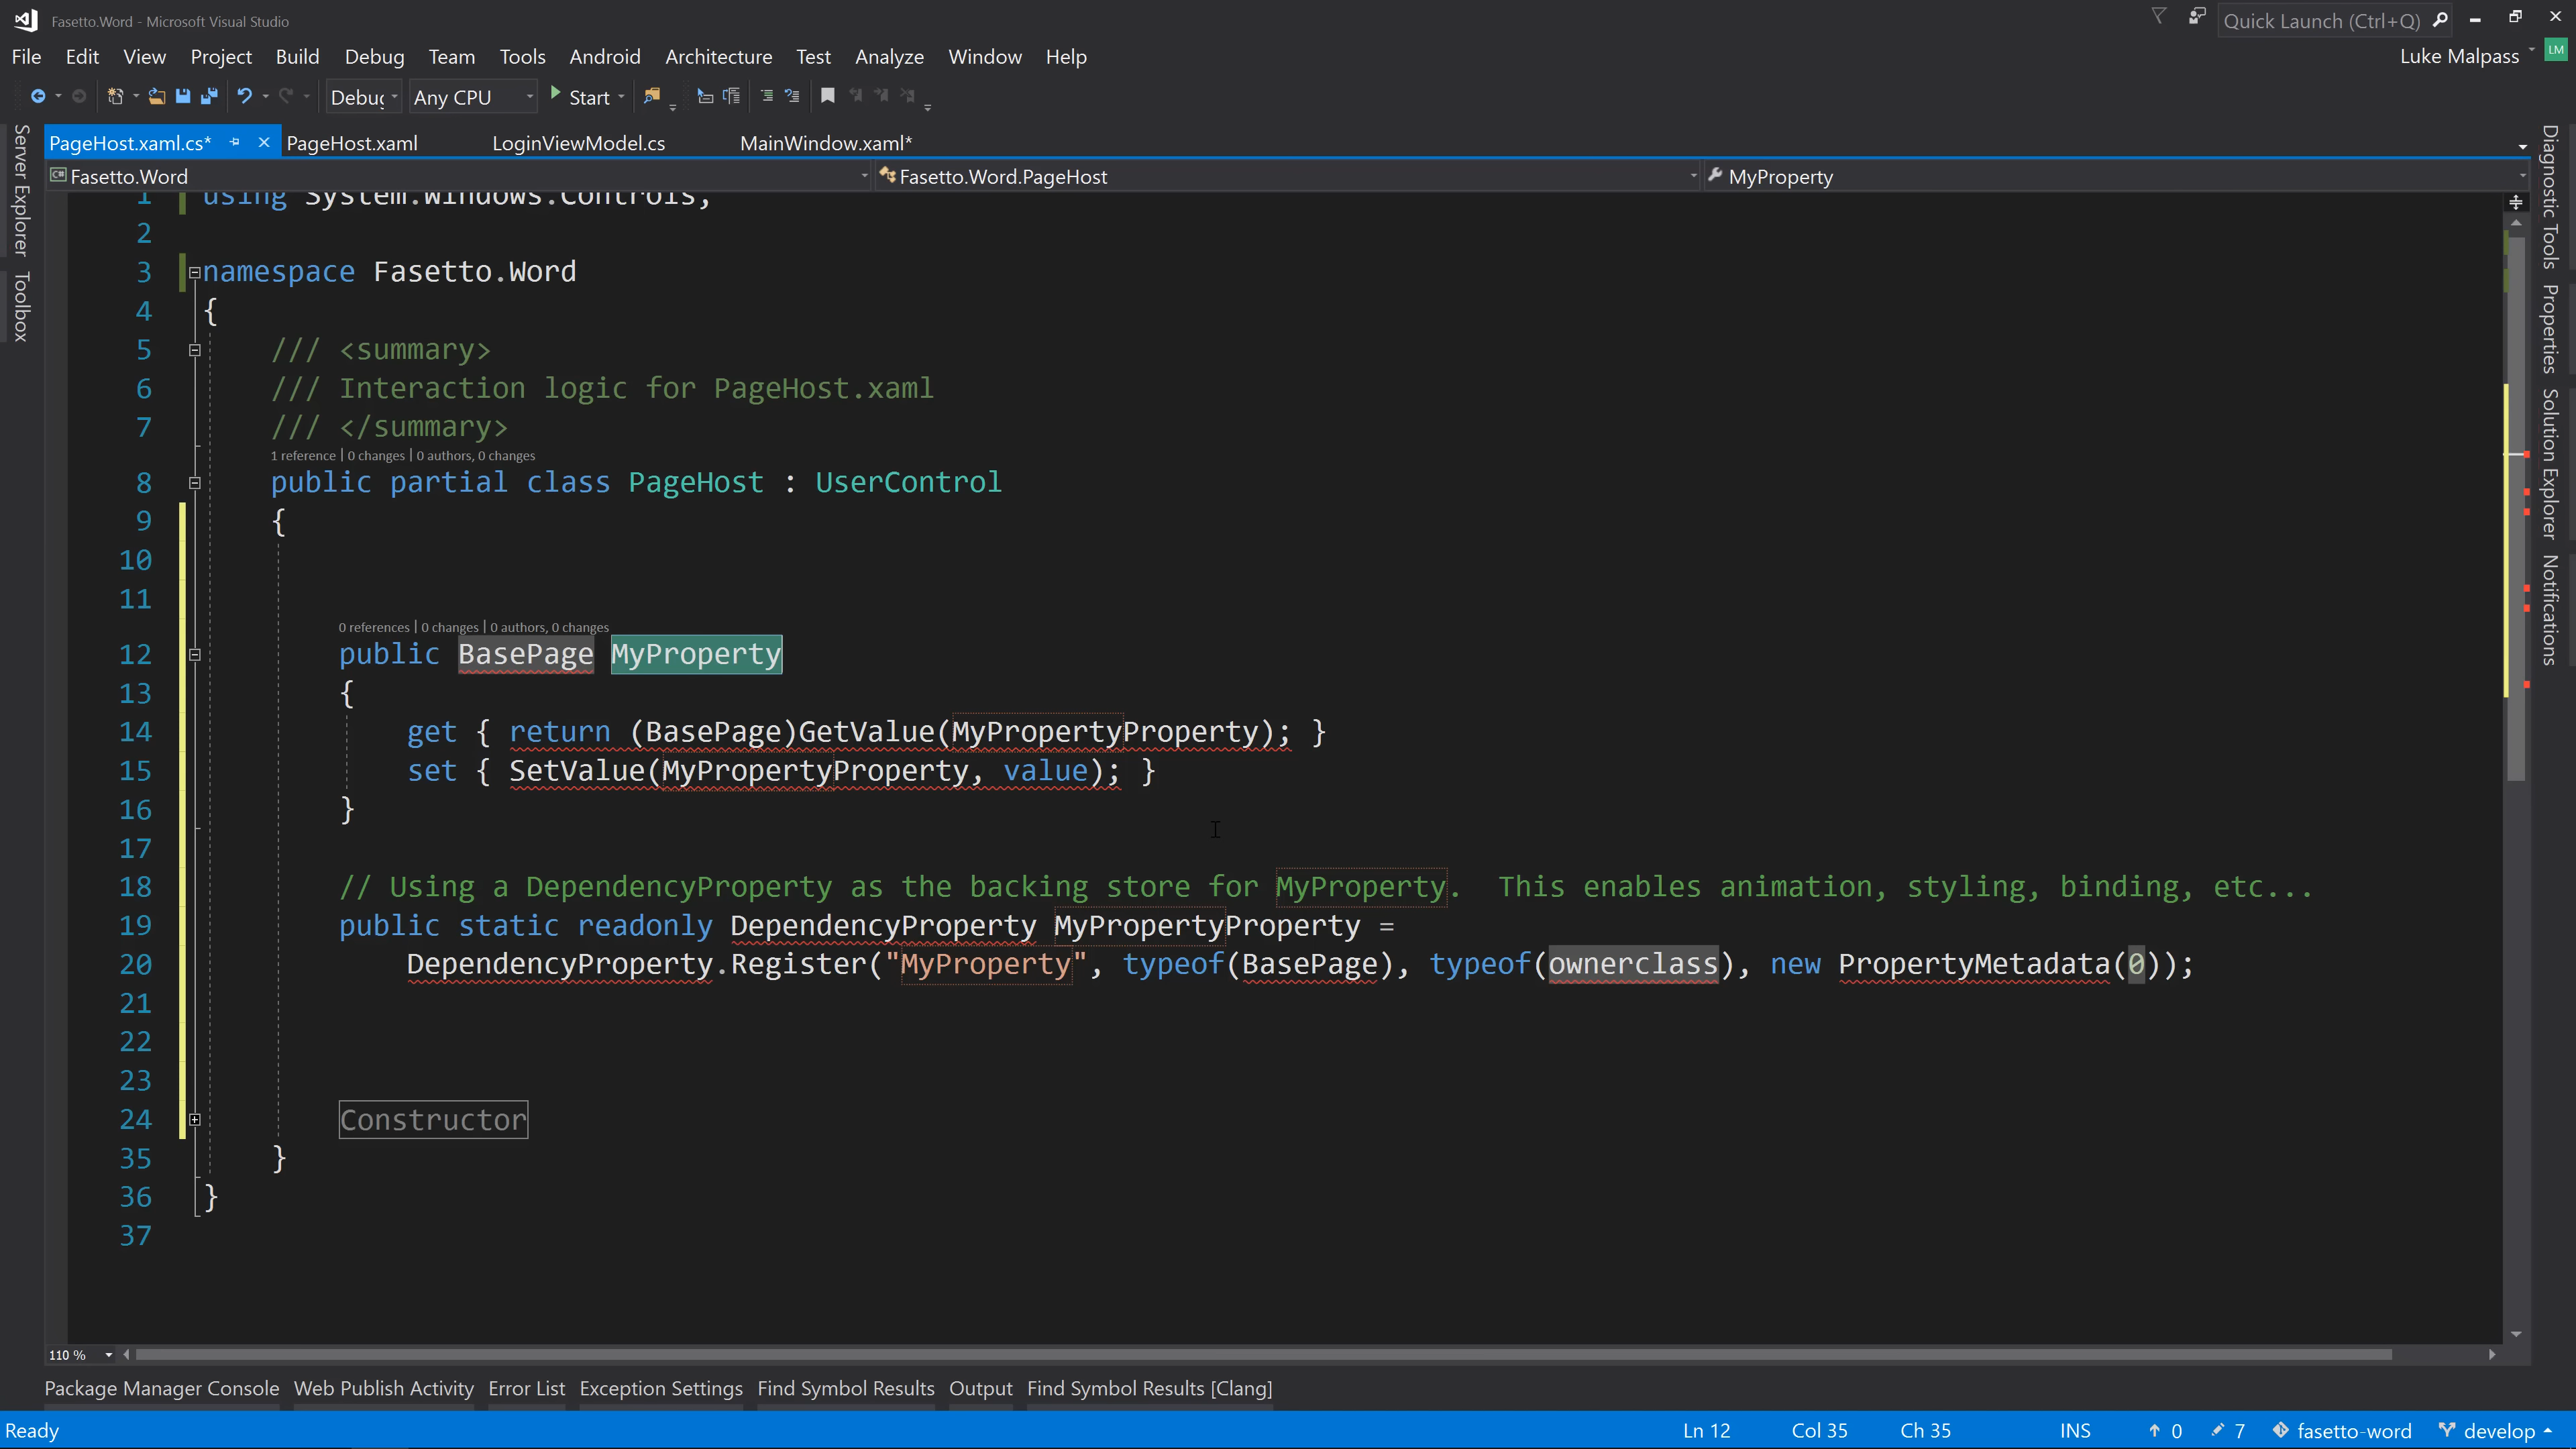 Fasetto.Word - Microsoft Visual Studio
Quick Launch (Ctrl+Q)
File Edit View Project Build Debug Team Tools Android Architecture Test Analyze Window Help
Luke Malpass LM
Debug Any CPU Start
PageHost.xaml.cs* PageHost.xaml LoginViewModel.cs MainWindow.xaml*
C# Fasetto.Word Fasetto.Word.PageHost MyProperty
Server Explorer
Toolbox
1 using System.Windows.Controls;
2
3 namespace Fasetto.Word
4 {
5 /// <summary>
6 /// Interaction logic for PageHost.xaml
7 /// </summary>
1 reference | 0 changes | 0 authors, 0 changes
8 public partial class PageHost : UserControl
9 {
10
11
0 references | 0 changes | 0 authors, 0 changes
12 public BasePage MyProperty
13 {
14 get { return (BasePage)GetValue(MyPropertyProperty); }
15 set { SetValue(MyPropertyProperty, value); }
16 }
17
18 // Using a DependencyProperty as the backing store for MyProperty.  This enables animation, styling, binding, etc...
19 public static readonly DependencyProperty MyPropertyProperty =
20 DependencyProperty.Register("MyProperty", typeof(BasePage), typeof(ownerclass), new PropertyMetadata(0));
21
22
23
24 Constructor
35 }
36 }
37
Diagnostic Tools
Properties
Solution Explorer
Notifications
110 %
Package Manager Console Web Publish Activity Error List Exception Settings Find Symbol Results Output Find Symbol Results [Clang]
Ready Ln 12 Col 35 Ch 35 INS 0 7 fasetto-word develop